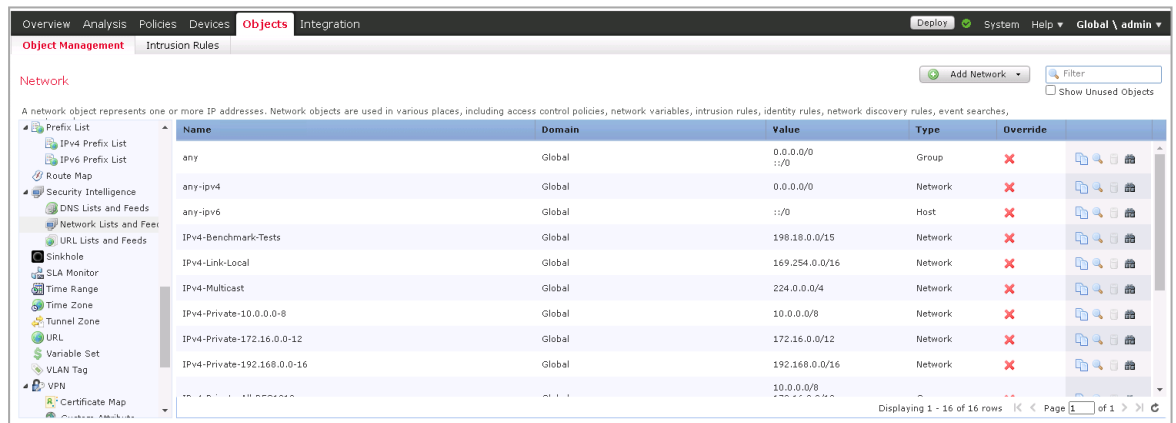 Overview Analysis Policies Devices Objects Integration Deploy System Help Global \ admin
Object Management Intrusion Rules
Network
Add Network
Filter
Show Unused Objects
A network object represents one or more IP addresses. Network objects are used in various places, including access control policies, network variables, intrusion rules, identity rules, network discovery rules, event searches,
Prefix List
IPv4 Prefix List
IPv6 Prefix List
Route Map
Security Intelligence
DNS Lists and Feeds
Network Lists and Feed
URL Lists and Feeds
Sinkhole
SLA Monitor
Time Range
Time Zone
Tunnel Zone
URL
Variable Set
VLAN Tag
VPN
Certificate Map
Custom Attribute
Name Domain Value Type Override
any Global 0.0.0.0/0 Group
::/0
any-ipv4 Global 0.0.0.0/0 Network
any-ipv6 Global ::/0 Host
IPv4-Benchmark-Tests Global 198.18.0.0/15 Network
IPv4-Link-Local Global 169.254.0.0/16 Network
IPv4-Multicast Global 224.0.0.0/4 Network
IPv4-Private-10.0.0.0-8 Global 10.0.0.0/8 Network
IPv4-Private-172.16.0.0-12 Global 172.16.0.0/12 Network
IPv4-Private-192.168.0.0-16 Global 192.168.0.0/16 Network
10.0.0.0/8
Displaying 1 - 16 of 16 rows Page 1 of 1